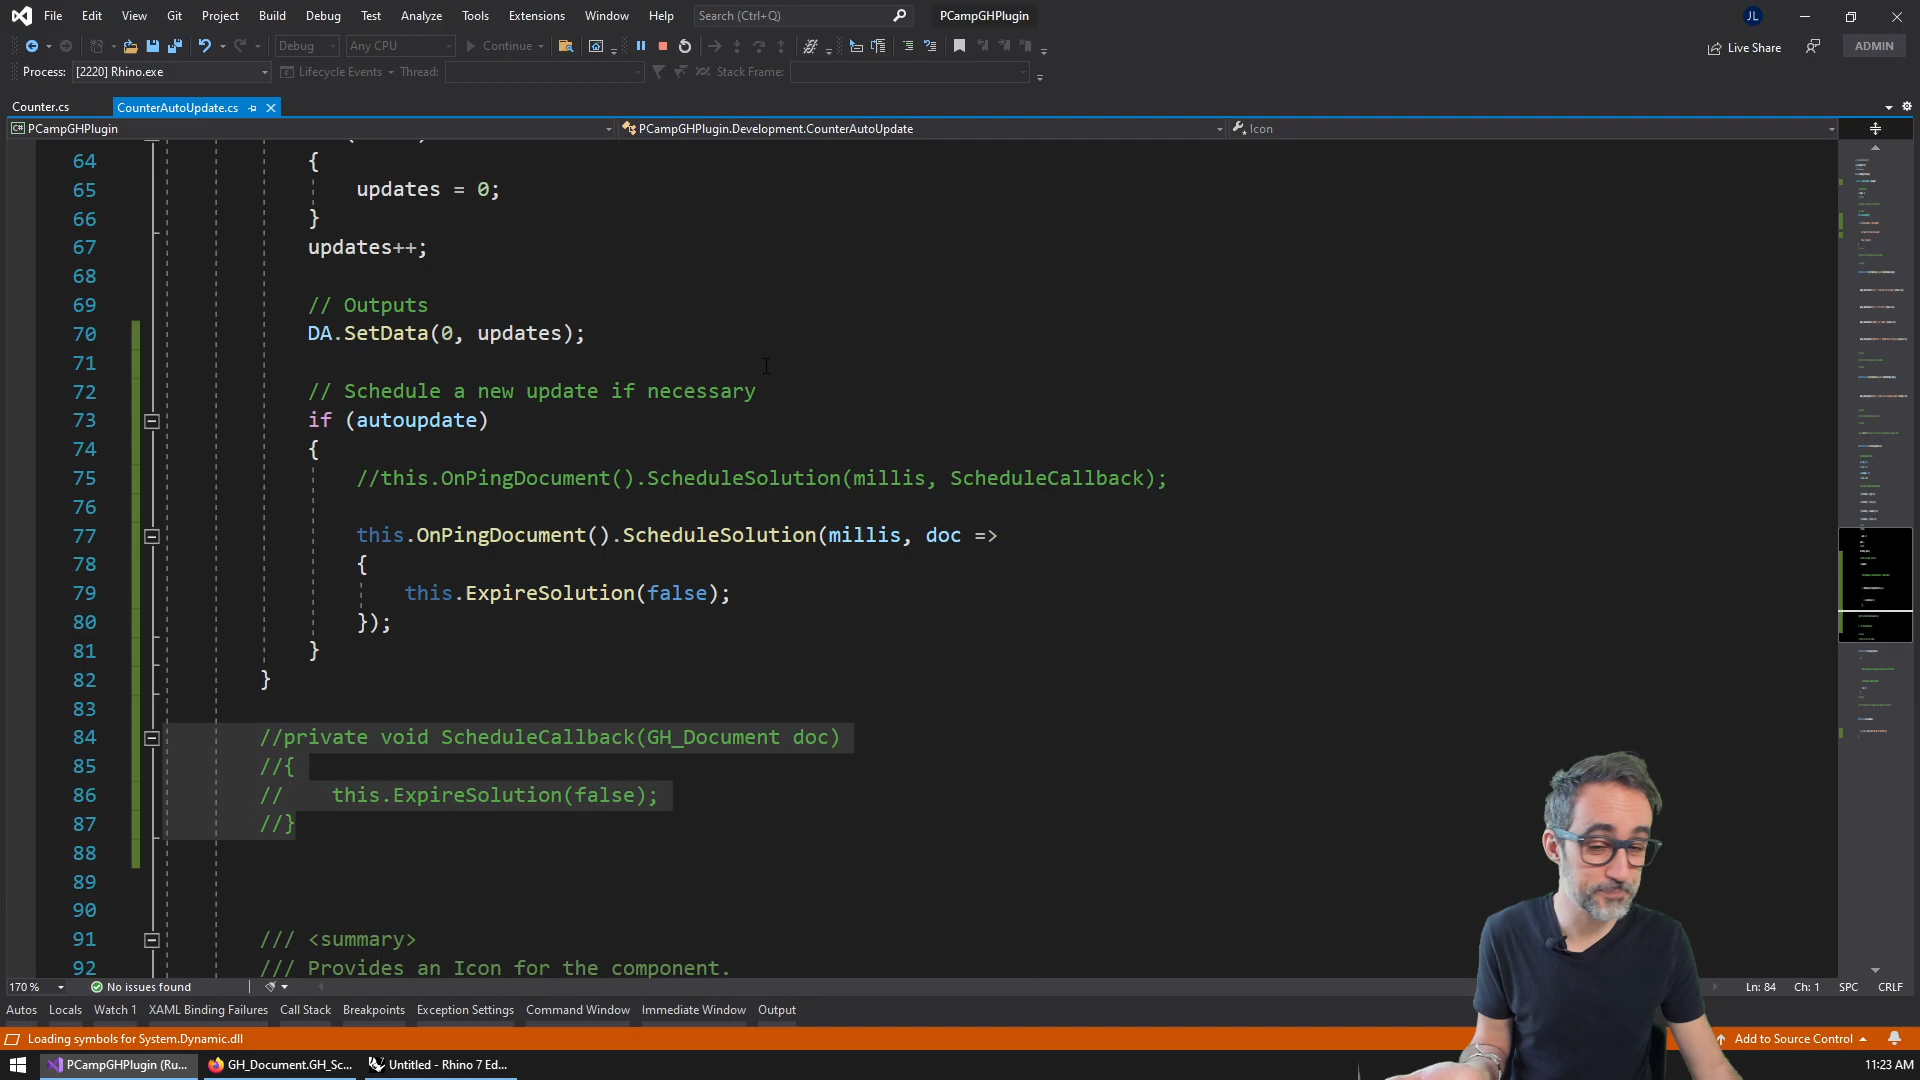 File Edit View Git Project Build Debug Test Analyze Tools Extensions Window Help Search (Ctrl+Q) PCampGHPlugin JL
Debug Any CPU Continue Live Share ADMIN
Process: [2220] Rhino.exe Lifecycle Events Thread: Stack Frame:
Counter.cs CounterAutoUpdate.cs
PCampGHPlugin PCampGHPlugin.Development.CounterAutoUpdate Icon
64 {
65 updates = 0;
66 }
67 updates++;
68
69 // Outputs
70 DA.SetData(0, updates);
71
72 // Schedule a new update if necessary
73 if (autoupdate)
74 {
75 //this.OnPingDocument().ScheduleSolution(millis, ScheduleCallback);
76
77 this.OnPingDocument().ScheduleSolution(millis, doc =>
78 {
79 this.ExpireSolution(false);
80 });
81 }
82 }
83
84 //private void ScheduleCallback(GH_Document doc)
85 //{
86 // this.ExpireSolution(false);
87 //}
88
89
90
91 /// <summary>
92 /// Provides an Icon for the component.
170 % No issues found Ln: 84 Ch: 1 SPC CRLF
Autos Locals Watch 1 XAML Binding Failures Call Stack Breakpoints Exception Settings Command Window Immediate Window Output
Loading symbols for System.Dynamic.dll Add to Source Control
PCampGHPlugin (Ru... GH_Document.GH_Sc... Untitled - Rhino 7 Ed... 11:23 AM